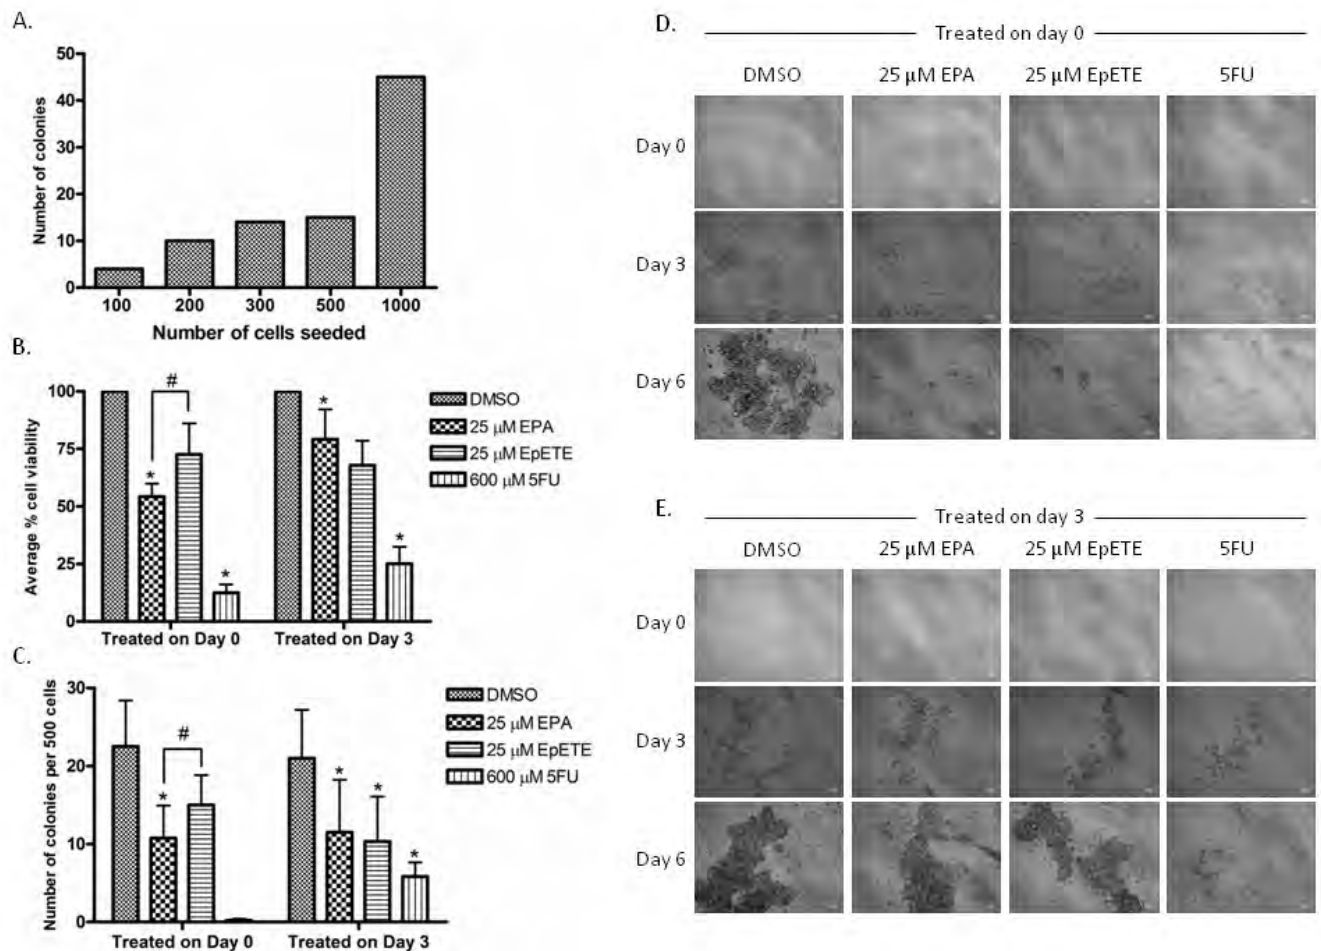 A.
Number of colonies
50
40
30
20
10
0
100 200 300 500 1000
Number of cells seeded
B.
Average % cell viability
100
75
50
25
0
#
*
*
*
*
Treated on Day 0 Treated on Day 3
DMSO
25 μM EPA
25 μM EpETE
600 μM 5FU
C.
Number of colonies per 500 cells
30
20
10
0
#
*
*
*
*
Treated on Day 0 Treated on Day 3
DMSO
25 μM EPA
25 μM EpETE
600 μM 5FU
D.
Treated on day 0
DMSO 25 μM EPA 25 μM EpETE 5FU
Day 0
Day 3
Day 6
E.
Treated on day 3
DMSO 25 μM EPA 25 μM EpETE 5FU
Day 0
Day 3
Day 6